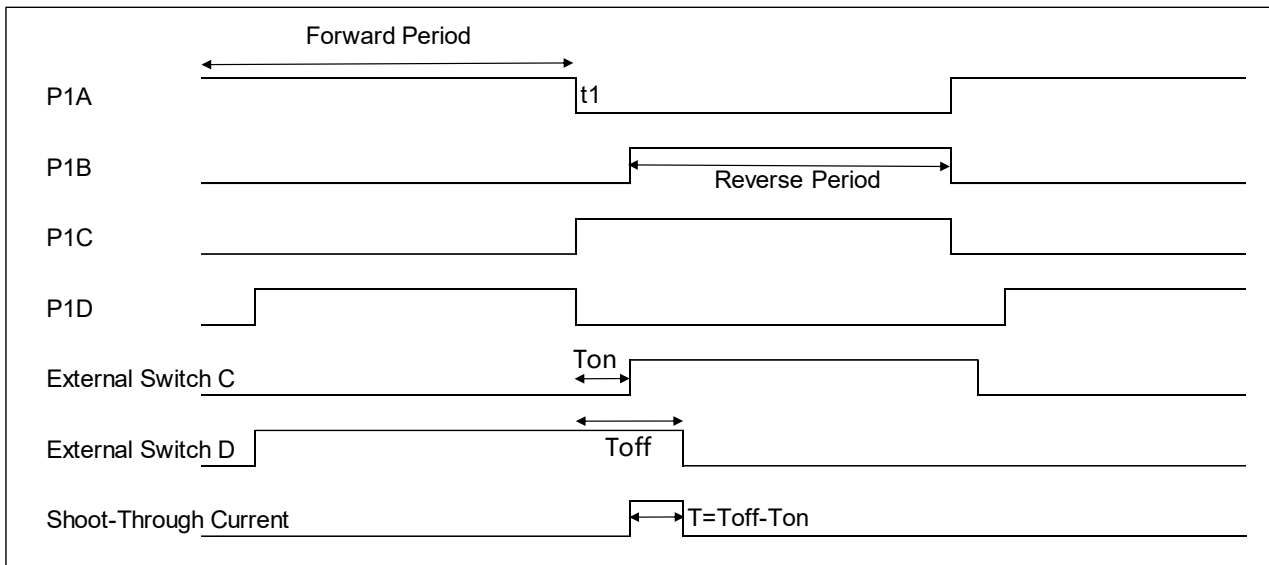 Forward Period
P1A
t1
P1B
Reverse Period
P1C
P1D
Ton
External Switch C
External Switch D
Toff
Shoot-Through Current
T=Toff-Ton